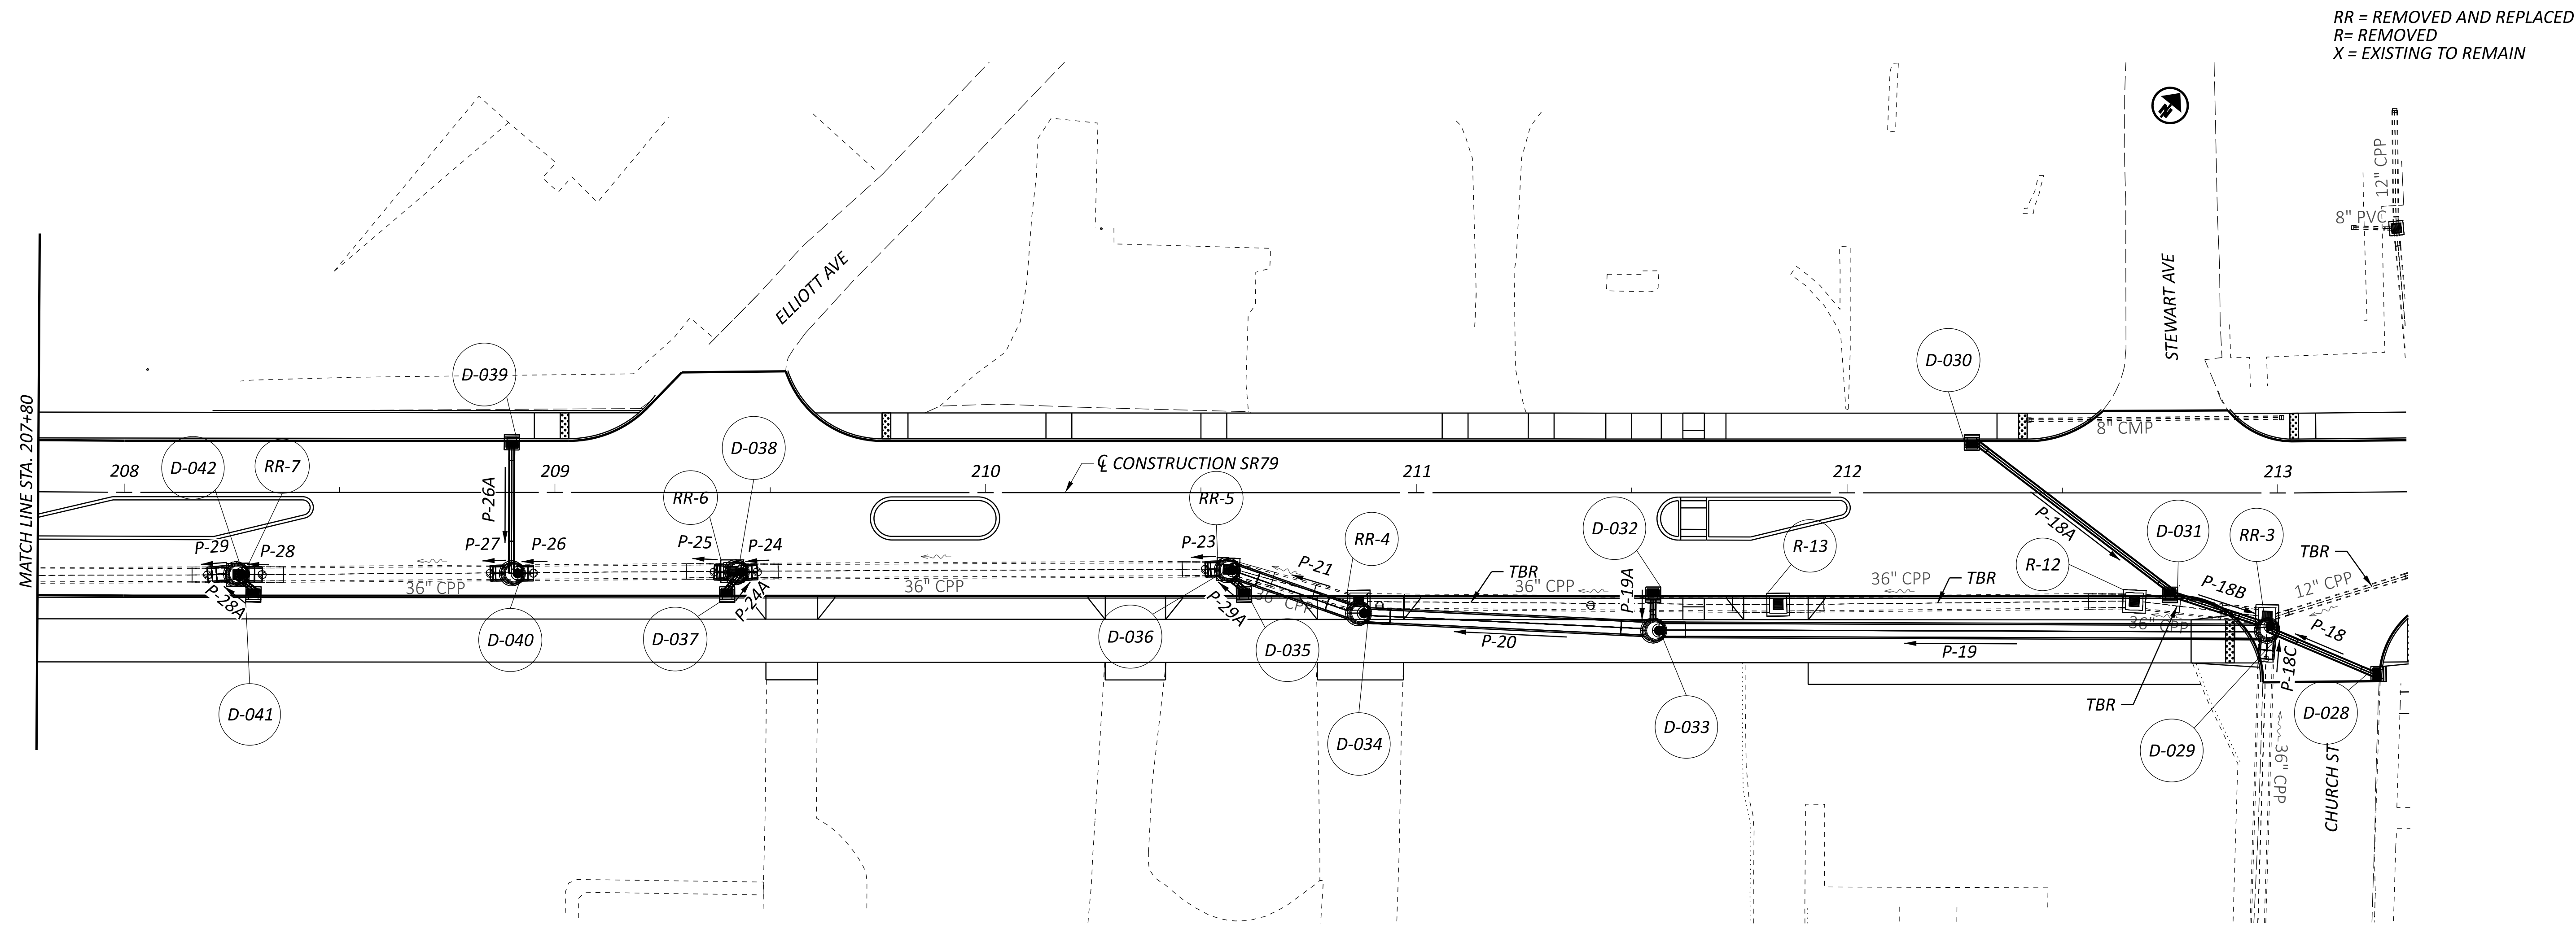 RR = REMOVED AND REPLACED
R= REMOVED
X = EXISTING TO REMAIN
12" CPP
8" PVC
STEWART AVE
ELLIOTT AVE
D-030
D-039
MATCH LINE STA. 207+80
8" CMP
D-038
D-042
RR-7
208
209
210
211
212
213
℄ CONSTRUCTION SR79
P-26A
RR-6
RR-5
RR-4
D-032
R-13
P-18A
D-031
RR-3
R-12
TBR
P-29
P-28
P-27
P-26
P-25
P-24
P-23
P-21
36" CPP
36" CPP
36" CPP
36" CPP
36" CPP
36" CPP
TBR
TBR
12" CPP
P-18B
P-28A
P-24A
P-29A
P-19A
P-20
P-19
P-18
P-18C
D-040
D-037
D-036
D-035
TBR
D-041
D-034
D-033
D-029
D-028
36" CPP
CHURCH ST